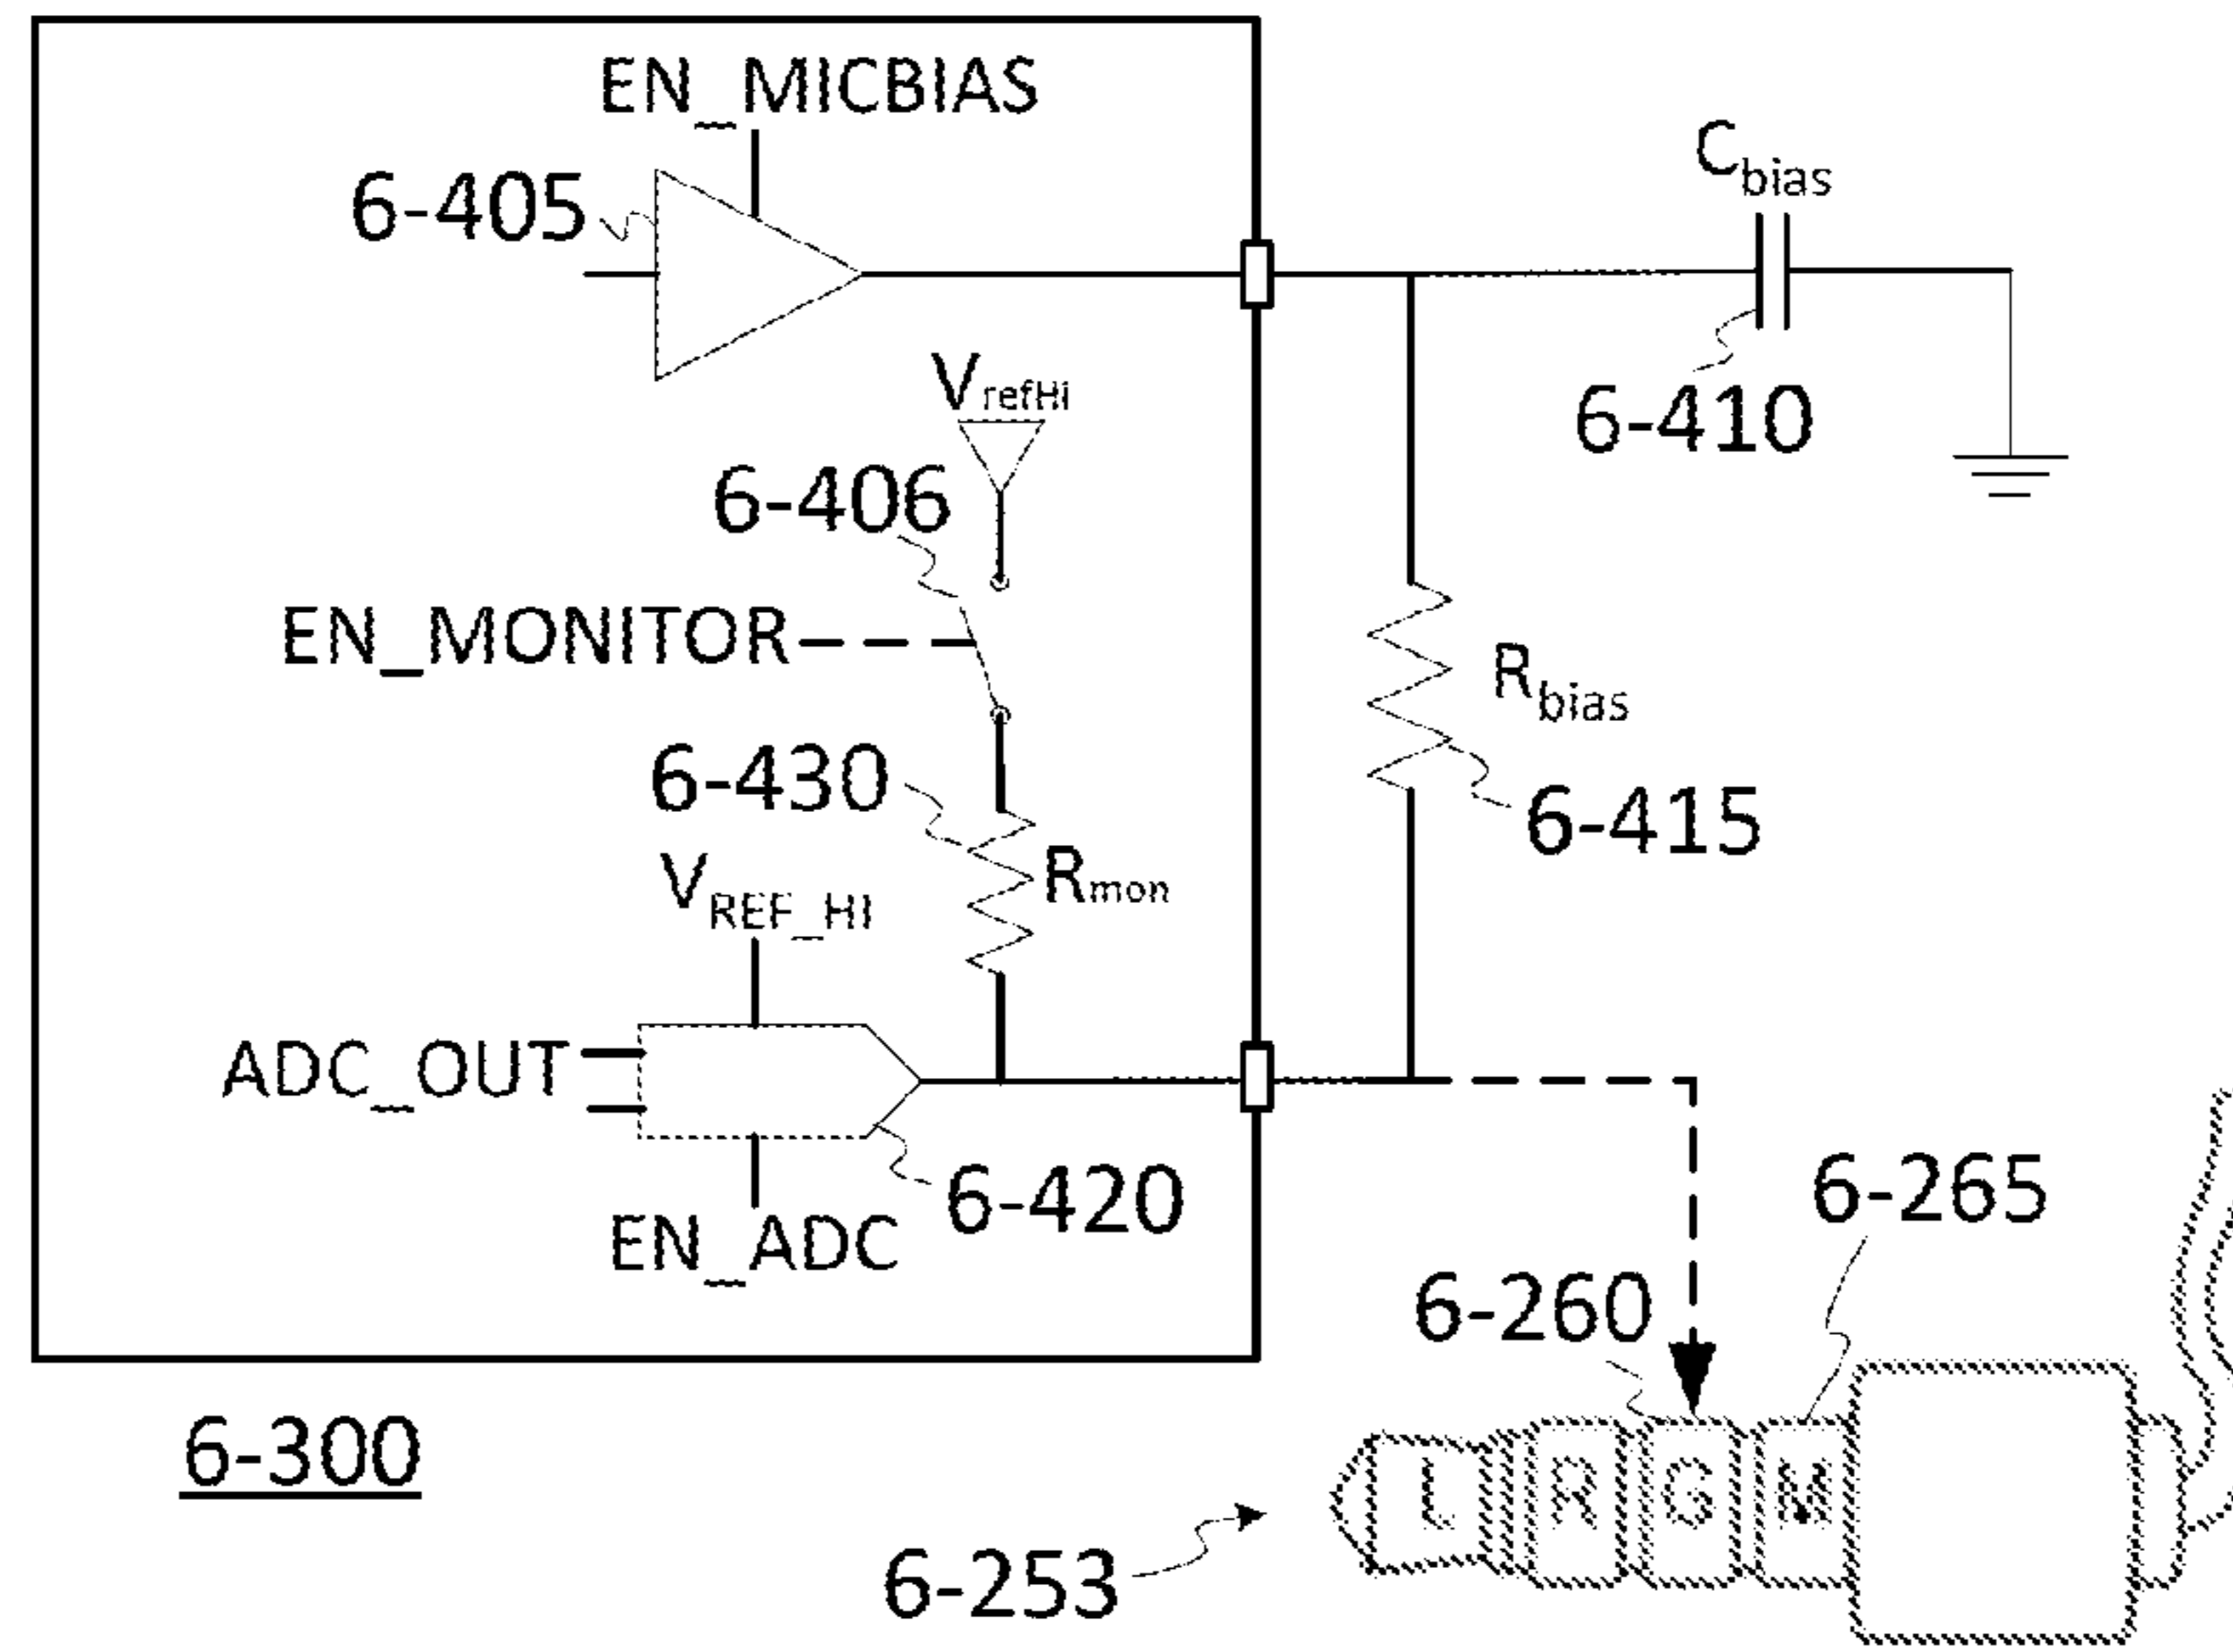 EN_MICBIAS
6-405
Cbias
VrefHi
6-410
6-406
EN_MONITOR
Rbias
6-430
6-415
Rmon
VREF_HI
ADC_OUT
6-420
6-265
EN_ADC
6-260
6-300
L R G M
6-253